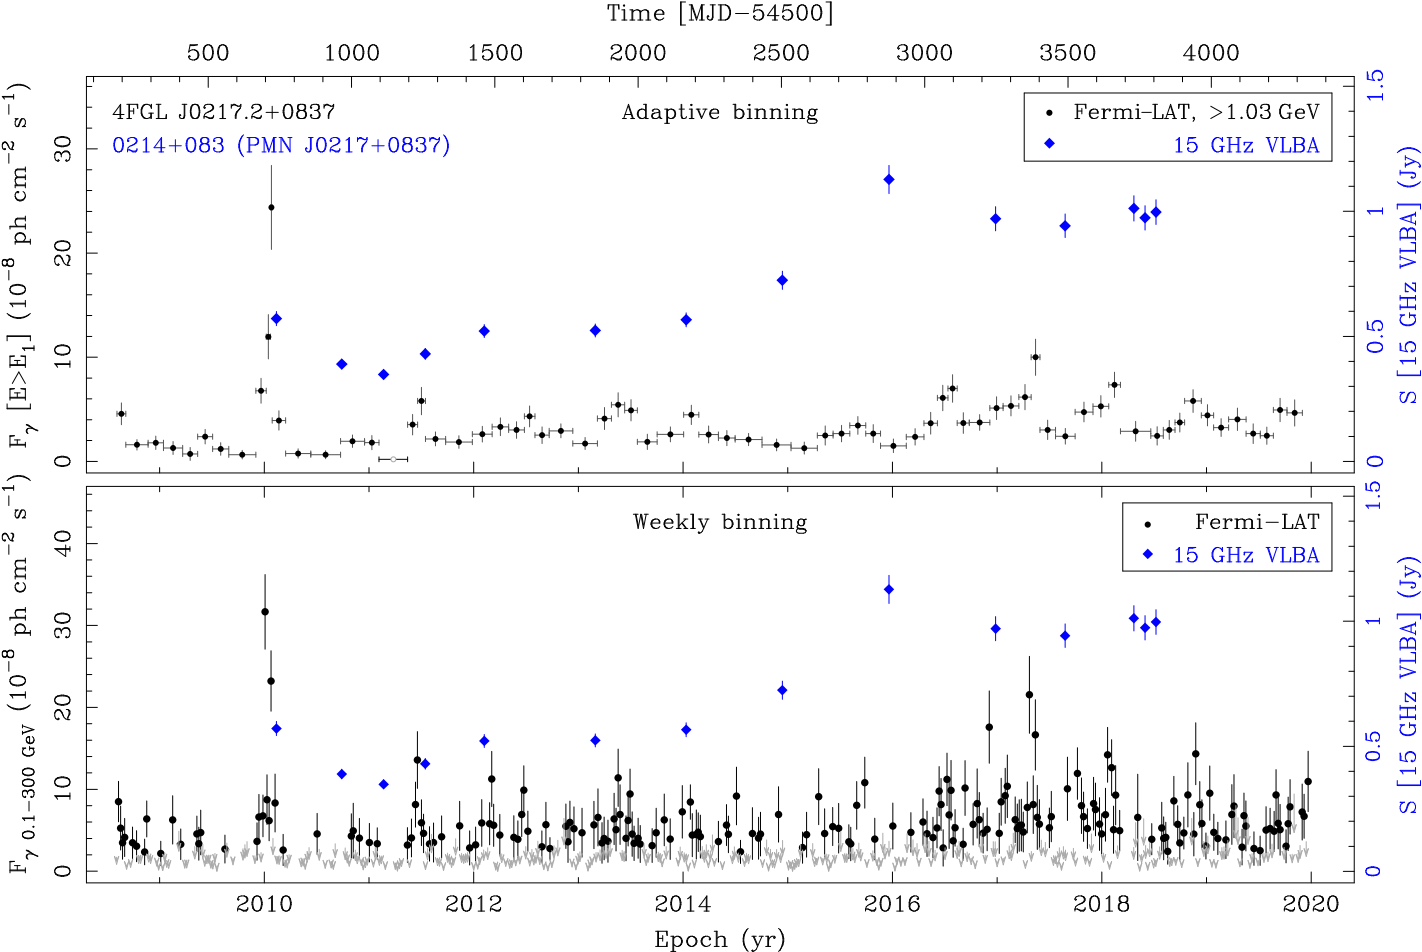 Time [MJD−54500]
500 1000 1500 2000 2500 3000 3500 4000
4FGL J0217.2+0837
0214+083 (PMN J0217+0837)
Adaptive binning
Fermi−LAT, >1.03 GeV
15 GHz VLBA
Fγ [E>E1] (10−8 ph cm−2 s−1)
30
20
10
0
1.5
1
0.5
0
S [15 GHz VLBA] (Jy)
Weekly binning
Fermi−LAT
15 GHz VLBA
Fγ 0.1−300 GeV (10−8 ph cm−2 s−1)
40
30
20
10
0
1.5
1
0.5
0
S [15 GHz VLBA] (Jy)
2010 2012 2014 2016 2018 2020
Epoch (yr)